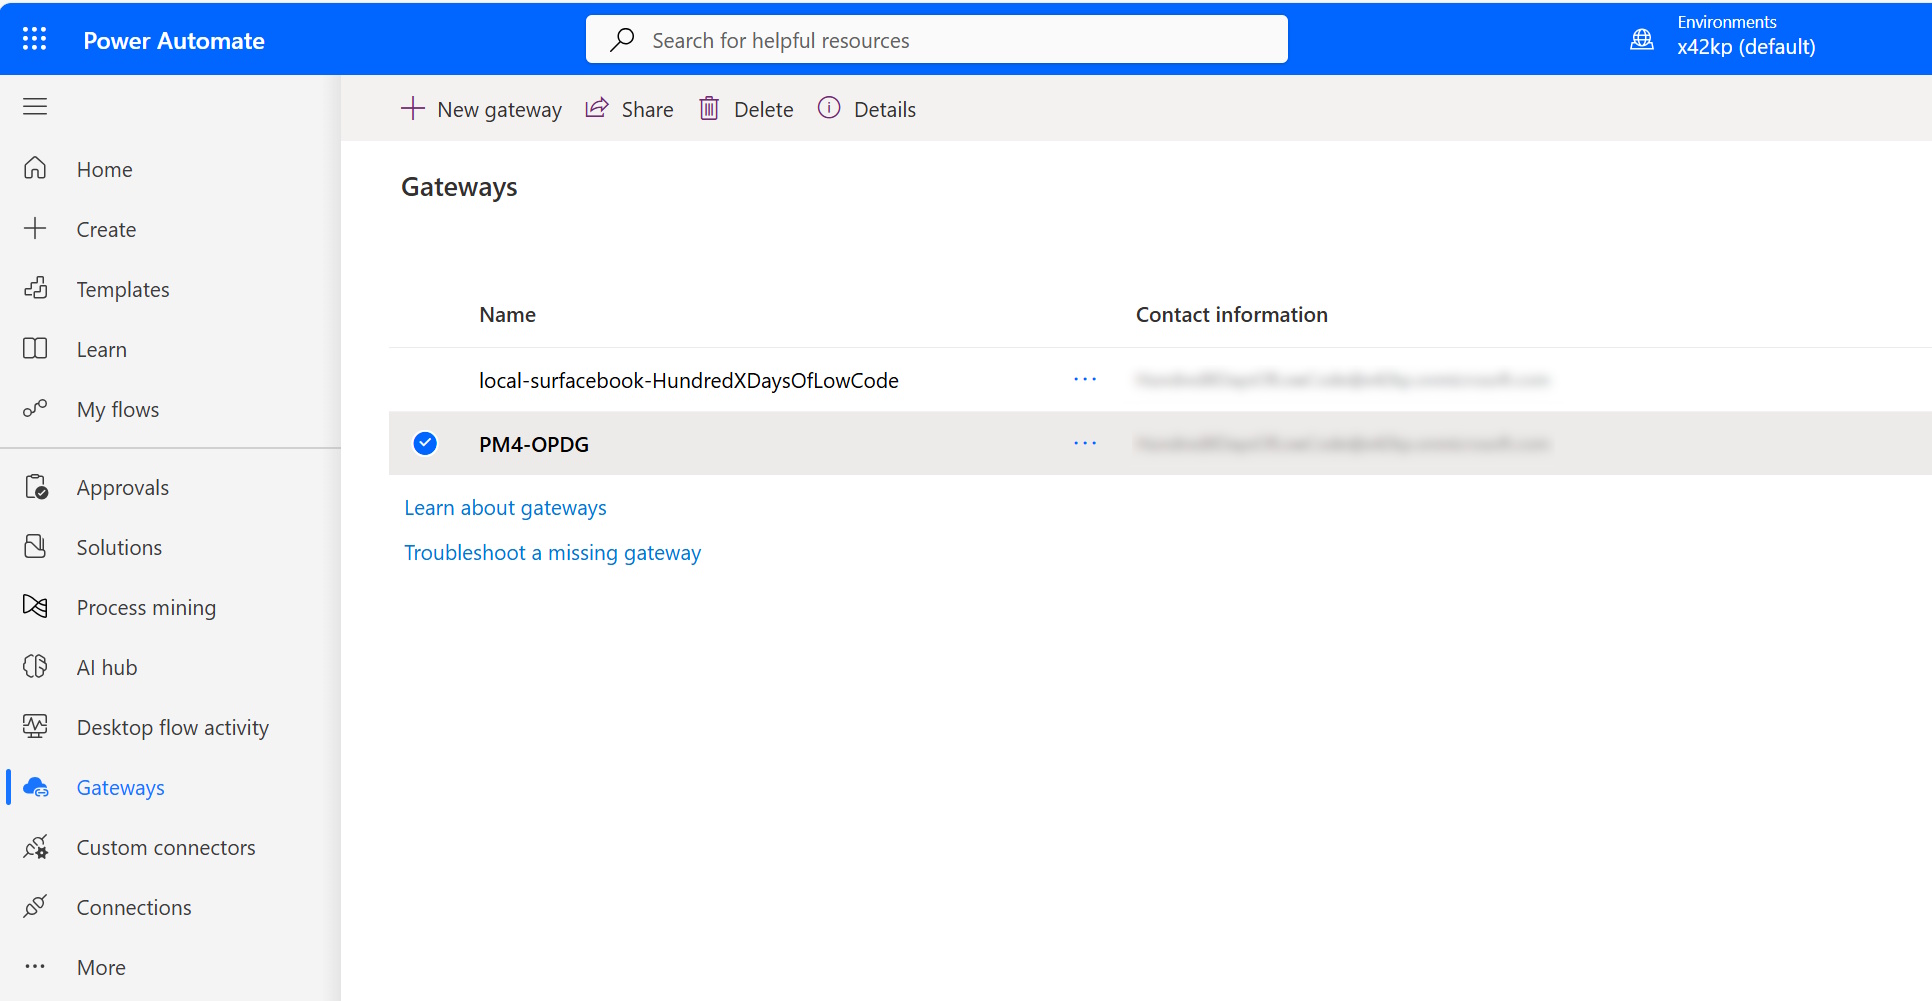 Power Automate
Search for helpful resources
Environments
x42kp (default)
New gateway
Share
Delete
Details
Home
Create
Templates
Learn
My flows
Approvals
Solutions
Process mining
AI hub
Desktop flow activity
Gateways
Custom connectors
Connections
More
Gateways
Name
Contact information
local-surfacebook-HundredXDaysOfLowCode
PM4-OPDG
Learn about gateways
Troubleshoot a missing gateway